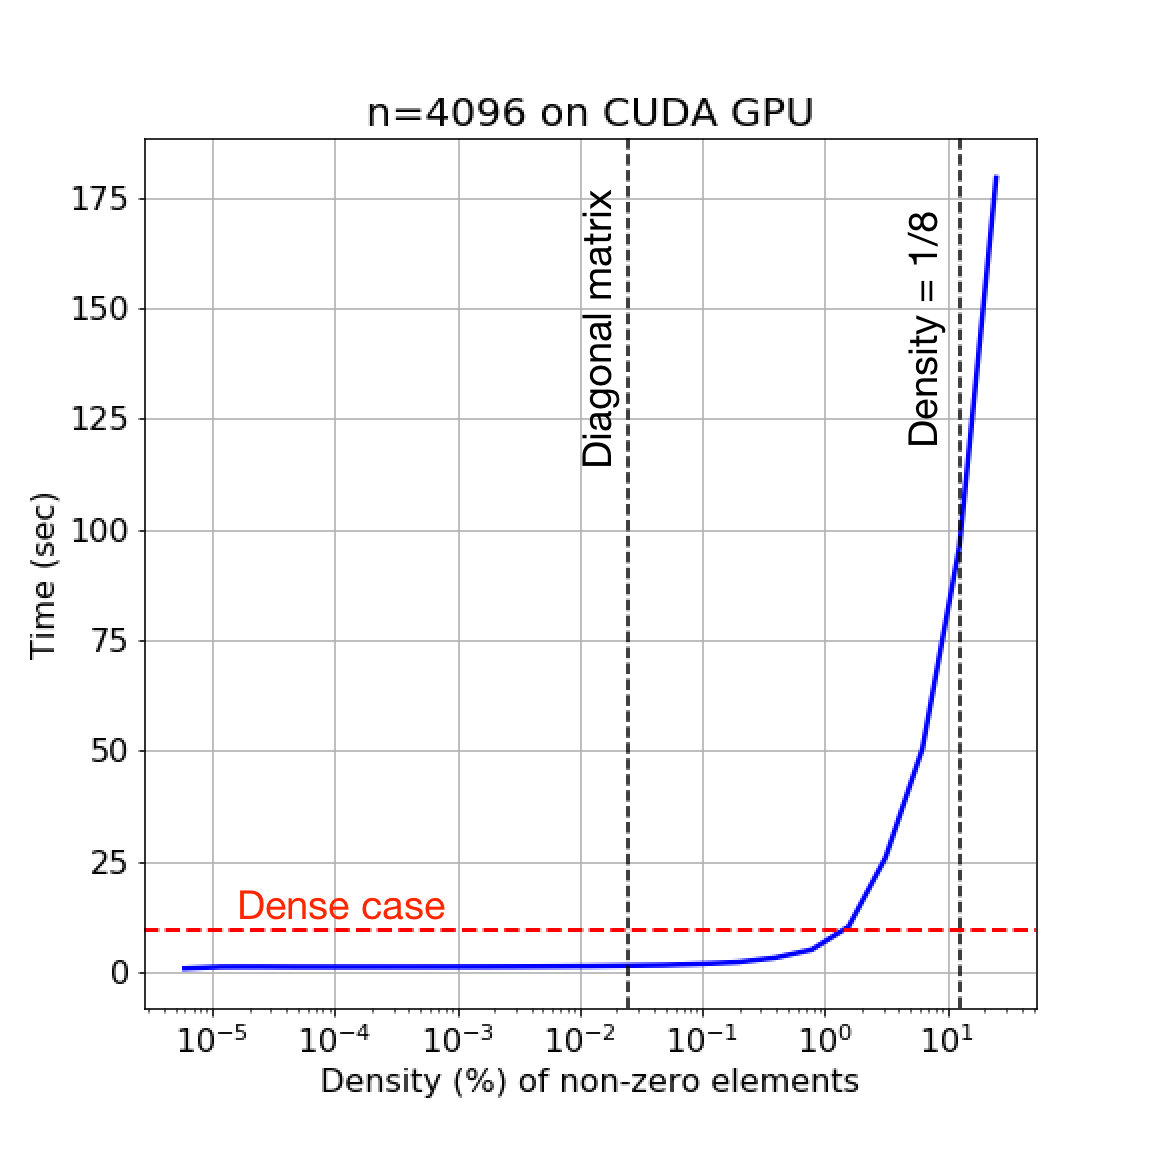 n=4096 on CUDA GPU
Time (sec)
175
150
125
100
75
50
25
0
Diagonal matrix
Density = 1/8
Dense case
10⁻⁵ 10⁻⁴ 10⁻³ 10⁻² 10⁻¹ 10⁰ 10¹
Density (%) of non-zero elements